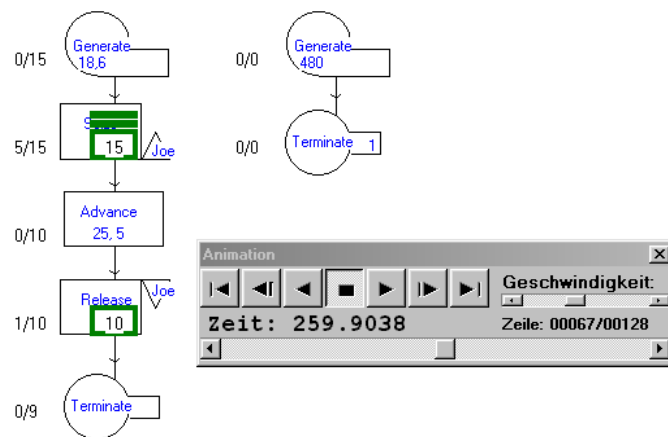 0/15
Generate
18,6
0/0
Generate
480
5/15
15
Joe
0/0
Terminate 1
0/10
Advance
25, 5
1/10
Release
Joe
10
0/9
Terminate
Animation
Geschwindigkeit:
Zeit: 259.9038
Zeile: 00067/00128